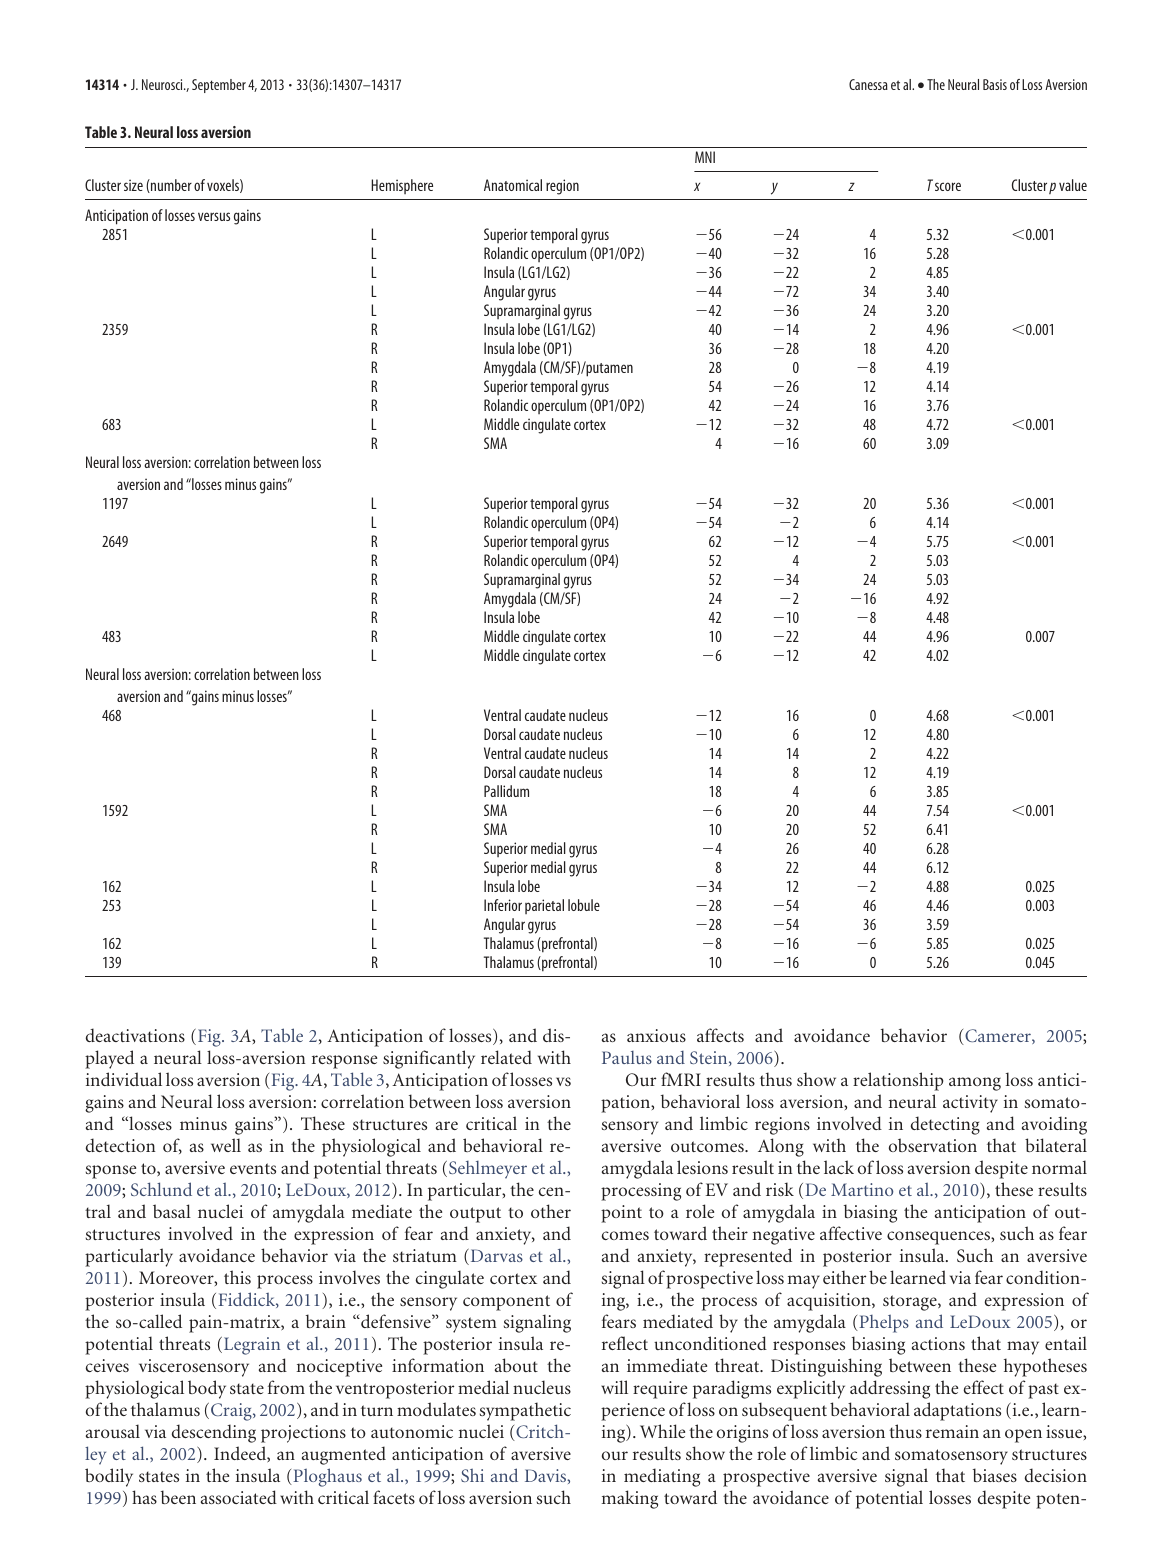 14314 • J. Neurosci., September 4, 2013 • 33(36):14307–14317
Canessa et al. • The Neural Basis of Loss Aversion
Table 3. Neural loss aversion
MNI
Cluster size (number of voxels) Hemisphere Anatomical region x y z T score Cluster p value
Anticipation of losses versus gains
2851 L Superior temporal gyrus −56 −24 4 5.32 <0.001
L Rolandic operculum (OP1/OP2) −40 −32 16 5.28
L Insula (LG1/LG2) −36 −22 2 4.85
L Angular gyrus −44 −72 34 3.40
L Supramarginal gyrus −42 −36 24 3.20
2359 R Insula lobe (LG1/LG2) 40 −14 2 4.96 <0.001
R Insula lobe (OP1) 36 −28 18 4.20
R Amygdala (CM/SF)/putamen 28 0 −8 4.19
R Superior temporal gyrus 54 −26 12 4.14
R Rolandic operculum (OP1/OP2) 42 −24 16 3.76
683 L Middle cingulate cortex −12 −32 48 4.72 <0.001
R SMA 4 −16 60 3.09
Neural loss aversion: correlation between loss
aversion and “losses minus gains”
1197 L Superior temporal gyrus −54 −32 20 5.36 <0.001
L Rolandic operculum (OP4) −54 −2 6 4.14
2649 R Superior temporal gyrus 62 −12 −4 5.75 <0.001
R Rolandic operculum (OP4) 52 4 2 5.03
R Supramarginal gyrus 52 −34 24 5.03
R Amygdala (CM/SF) 24 −2 −16 4.92
R Insula lobe 42 −10 −8 4.48
483 R Middle cingulate cortex 10 −22 44 4.96 0.007
L Middle cingulate cortex −6 −12 42 4.02
Neural loss aversion: correlation between loss
aversion and “gains minus losses”
468 L Ventral caudate nucleus −12 16 0 4.68 <0.001
L Dorsal caudate nucleus −10 6 12 4.80
R Ventral caudate nucleus 14 14 2 4.22
R Dorsal caudate nucleus 14 8 12 4.19
R Pallidum 18 4 6 3.85
1592 L SMA −6 20 44 7.54 <0.001
R SMA 10 20 52 6.41
L Superior medial gyrus −4 26 40 6.28
R Superior medial gyrus 8 22 44 6.12
162 L Insula lobe −34 12 −2 4.88 0.025
253 L Inferior parietal lobule −28 −54 46 4.46 0.003
L Angular gyrus −28 −54 36 3.59
162 L Thalamus (prefrontal) −8 −16 −6 5.85 0.025
139 R Thalamus (prefrontal) 10 −16 0 5.26 0.045
deactivations (Fig. 3A, Table 2, Anticipation of losses), and dis-
played a neural loss-aversion response significantly related with
individual loss aversion (Fig. 4A, Table 3, Anticipation of losses vs
gains and Neural loss aversion: correlation between loss aversion
and “losses minus gains”). These structures are critical in the
detection of, as well as in the physiological and behavioral re-
sponse to, aversive events and potential threats (Sehlmeyer et al.,
2009; Schlund et al., 2010; LeDoux, 2012). In particular, the cen-
tral and basal nuclei of amygdala mediate the output to other
structures involved in the expression of fear and anxiety, and
particularly avoidance behavior via the striatum (Darvas et al.,
2011). Moreover, this process involves the cingulate cortex and
posterior insula (Fiddick, 2011), i.e., the sensory component of
the so-called pain-matrix, a brain “defensive” system signaling
potential threats (Legrain et al., 2011). The posterior insula re-
ceives viscerosensory and nociceptive information about the
physiological body state from the ventroposterior medial nucleus
of the thalamus (Craig, 2002), and in turn modulates sympathetic
arousal via descending projections to autonomic nuclei (Critch-
ley et al., 2002). Indeed, an augmented anticipation of aversive
bodily states in the insula (Ploghaus et al., 1999; Shi and Davis,
1999) has been associated with critical facets of loss aversion such
as anxious affects and avoidance behavior (Camerer, 2005;
Paulus and Stein, 2006).
Our fMRI results thus show a relationship among loss antici-
pation, behavioral loss aversion, and neural activity in somato-
sensory and limbic regions involved in detecting and avoiding
aversive outcomes. Along with the observation that bilateral
amygdala lesions result in the lack of loss aversion despite normal
processing of EV and risk (De Martino et al., 2010), these results
point to a role of amygdala in biasing the anticipation of out-
comes toward their negative affective consequences, such as fear
and anxiety, represented in posterior insula. Such an aversive
signal of prospective loss may either be learned via fear condition-
ing, i.e., the process of acquisition, storage, and expression of
fears mediated by the amygdala (Phelps and LeDoux 2005), or
reflect unconditioned responses biasing actions that may entail
an immediate threat. Distinguishing between these hypotheses
will require paradigms explicitly addressing the effect of past ex-
perience of loss on subsequent behavioral adaptations (i.e., learn-
ing). While the origins of loss aversion thus remain an open issue,
our results show the role of limbic and somatosensory structures
in mediating a prospective aversive signal that biases decision
making toward the avoidance of potential losses despite poten-